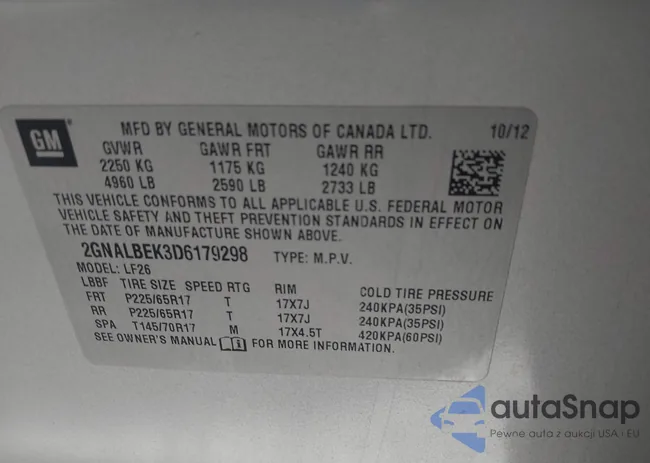 GM
MFD BY GENERAL MOTORS OF CANADA LTD. 10/12
GVWR GAWR FRT GAWR RR
2250 KG 1175 KG 1240 KG
4960 LB 2590 LB 2733 LB
THIS VEHICLE CONFORMS TO ALL APPLICABLE U.S. FEDERAL MOTOR
VEHICLE SAFETY AND THEFT PREVENTION STANDARDS IN EFFECT ON
THE DATE OF MANUFACTURE SHOWN ABOVE.
2GNALBEK3D6179298 TYPE: M.P.V.
MODEL: LF26
LBBF TIRE SIZE SPEED RTG RIM COLD TIRE PRESSURE
FRT P225/65R17 T 17X7J 240KPA(35PSI)
RR P225/65R17 T 17X7J 240KPA(35PSI)
SPA T145/70R17 M 17X4.5T 420KPA(60PSI)
SEE OWNER'S MANUAL FOR MORE INFORMATION.
autaSnap
Pewne auta z aukcji USA - EU